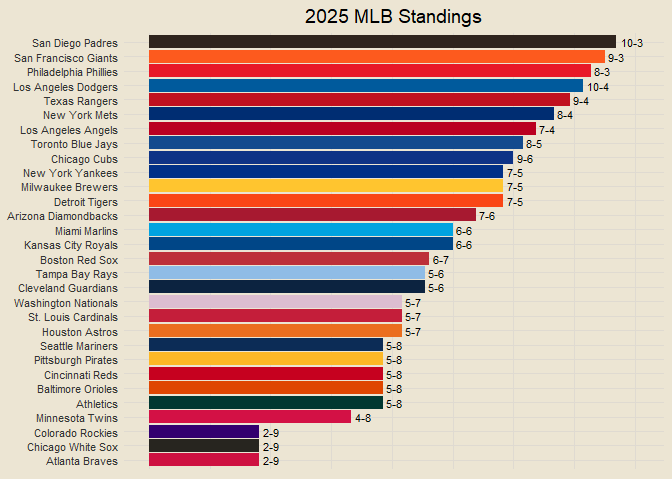 2025 MLB Standings
San Diego Padres 10-3
San Francisco Giants 9-3
Philadelphia Phillies 8-3
Los Angeles Dodgers 10-4
Texas Rangers 9-4
New York Mets 8-4
Los Angeles Angels 7-4
Toronto Blue Jays 8-5
Chicago Cubs 9-6
New York Yankees 7-5
Milwaukee Brewers 7-5
Detroit Tigers 7-5
Arizona Diamondbacks 7-6
Miami Marlins 6-6
Kansas City Royals 6-6
Boston Red Sox 6-7
Tampa Bay Rays 5-6
Cleveland Guardians 5-6
Washington Nationals 5-7
St. Louis Cardinals 5-7
Houston Astros 5-7
Seattle Mariners 5-8
Pittsburgh Pirates 5-8
Cincinnati Reds 5-8
Baltimore Orioles 5-8
Athletics 5-8
Minnesota Twins 4-8
Colorado Rockies 2-9
Chicago White Sox 2-9
Atlanta Braves 2-9